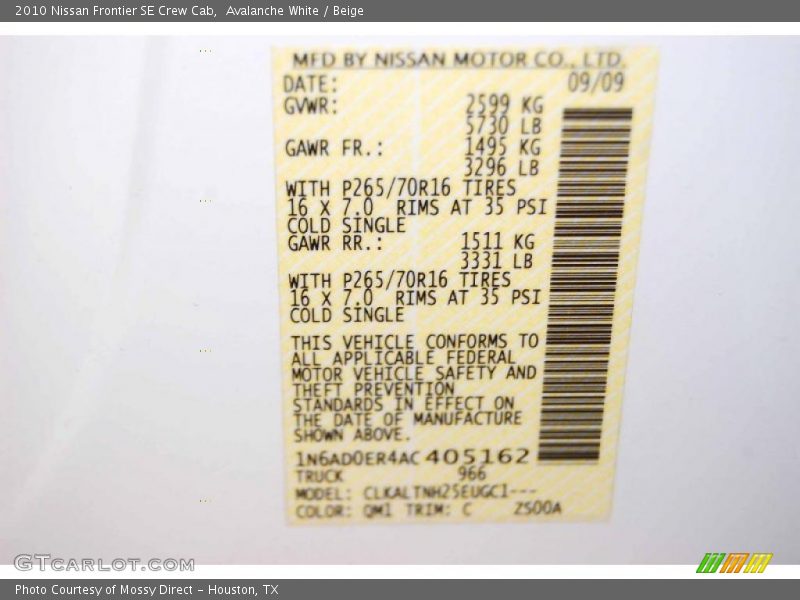 2010 Nissan Frontier SE Crew Cab,  Avalanche White / Beige
MFD BY NISSAN MOTOR CO., LTD.
DATE: 09/09
GVWR: 2599 KG
5730 LB
GAWR FR.: 1495 KG
3296 LB
WITH P265/70R16 TIRES
16 X 7.0 RIMS AT 35 PSI
COLD SINGLE
GAWR RR.: 1511 KG
3331 LB
WITH P265/70R16 TIRES
16 X 7.0 RIMS AT 35 PSI
COLD SINGLE
THIS VEHICLE CONFORMS TO
ALL APPLICABLE FEDERAL
MOTOR VEHICLE SAFETY AND
THEFT PREVENTION
STANDARDS IN EFFECT ON
THE DATE OF MANUFACTURE
SHOWN ABOVE.
1N6AD0ER4AC405162
TRUCK 966
MODEL: CLKALTNH25EUGC1---
COLOR: QM1 TRIM: C ZS00A
GTCARLOT.COM
Photo Courtesy of Mossy Direct - Houston, TX